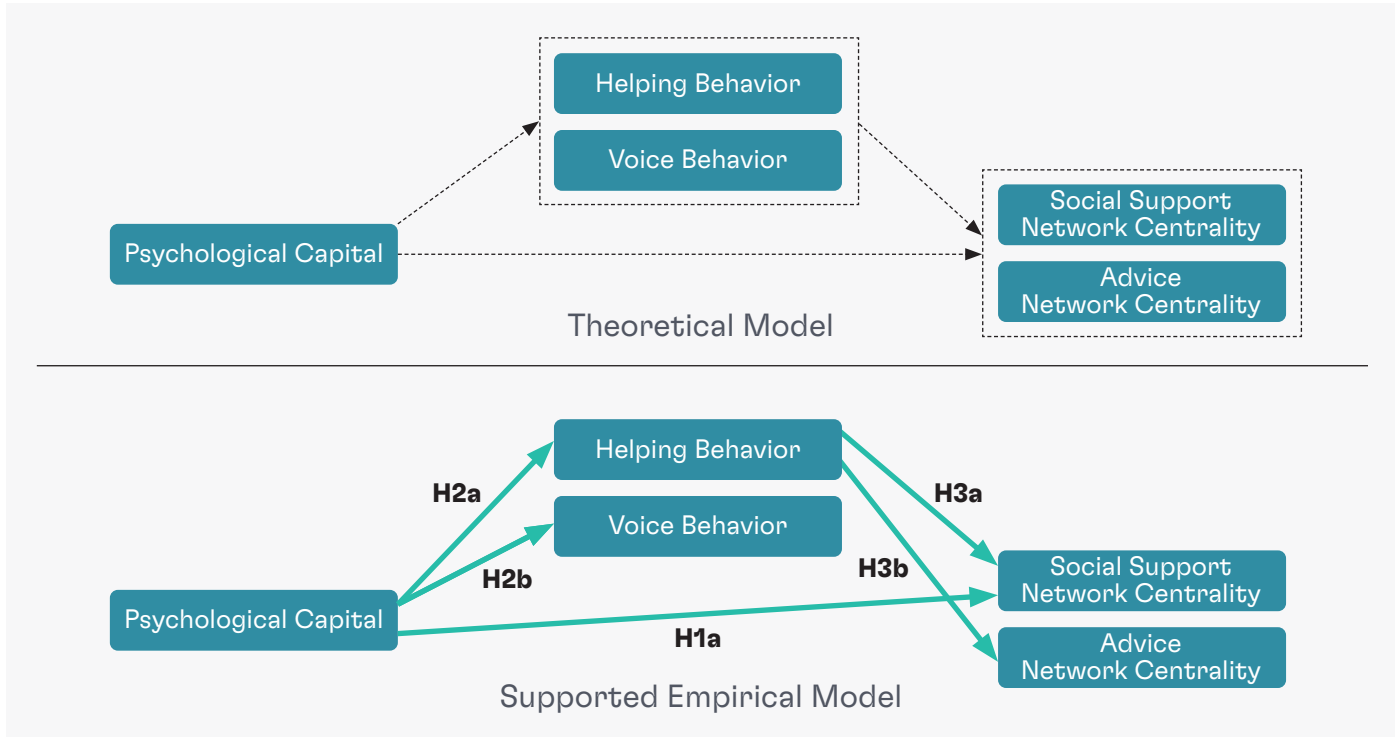 Helping Behavior
Voice Behavior
Psychological Capital
Social Support
Network Centrality
Advice
Network Centrality
Theoretical Model
Helping Behavior
Voice Behavior
H2a
H2b
H3a
H3b
Psychological Capital
H1a
Social Support
Network Centrality
Advice
Network Centrality
Supported Empirical Model